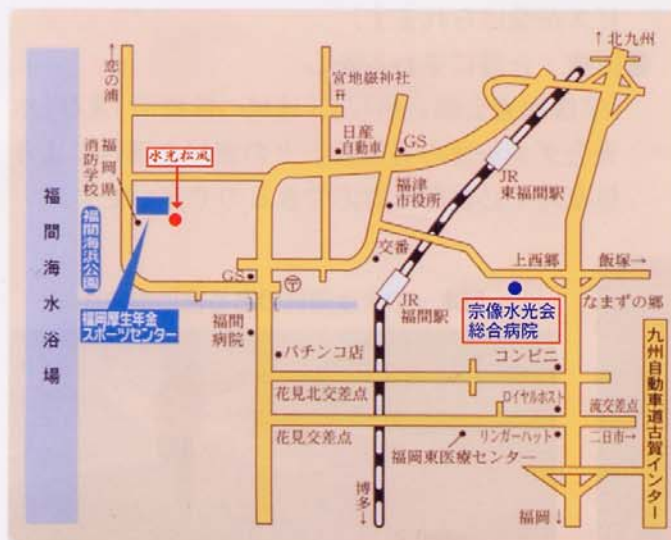 ↑北九州
↑恋の浦
宮地嶽神社
日産
自動車
GS
福岡県
消防学校
水光松風
JR
東福間駅
福津
市役所
福間海浜公園
交番
上西郷
飯塚→
福間海水浴場
GS
〒
なまずの郷
福岡厚生年金
スポーツセンター
福間
病院
JR
福間駅
宗像水光会
総合病院
パチンコ店
コンビニ
九州自動車道古賀インター
花見北交差点
ロイヤルホスト
流交差点
花見交差点
リンガーハット
二日市→
福岡東医療センター
博多↓
福岡↓